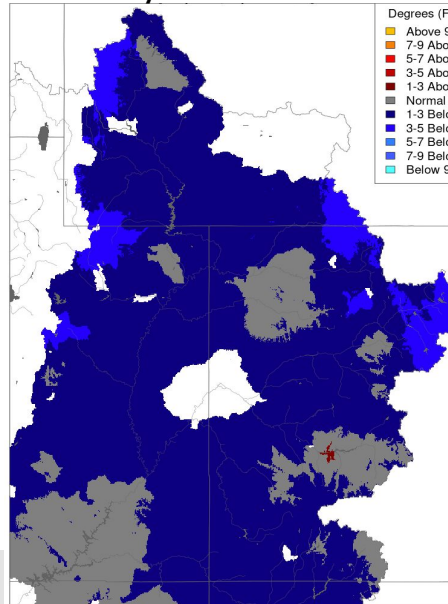 Degrees (F
Above 9
7-9 Abo
5-7 Abo
3-5 Abo
1-3 Abo
Normal
1-3 Belo
3-5 Belo
5-7 Belo
7-9 Belo
Below 9